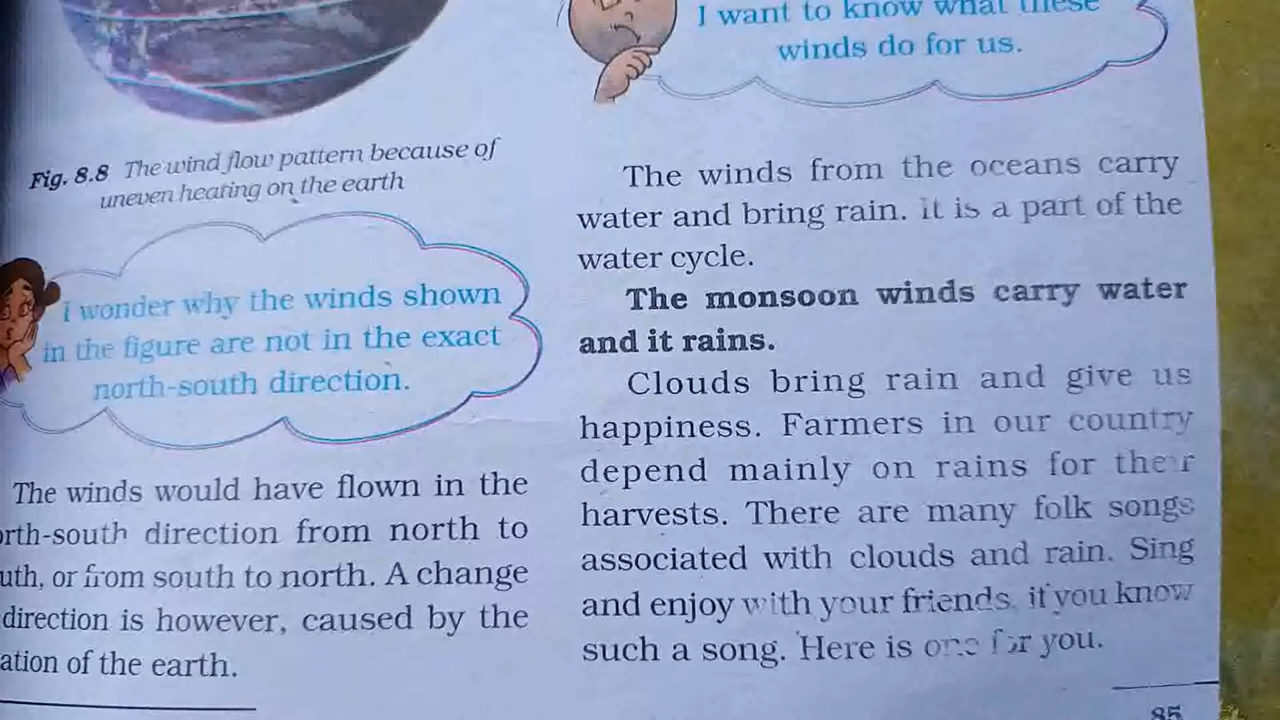 Fig. 8.8 The wind flow pattern because of
uneven heating on the earth
I wonder why the winds shown
in the figure are not in the exact
north-south direction.
The winds would have flown in the
rth-south direction from north to
uth, or from south to north. A change
direction is however, caused by the
ation of the earth.
I want to know what these
winds do for us.
The winds from the oceans carry
water and bring rain. It is a part of the
water cycle.
The monsoon winds carry water
and it rains.
Clouds bring rain and give us
happiness. Farmers in our country
depend mainly on rains for their
harvests. There are many folk songs
associated with clouds and rain. Sing
and enjoy with your friends, if you know
such a song. Here is one for you.
85